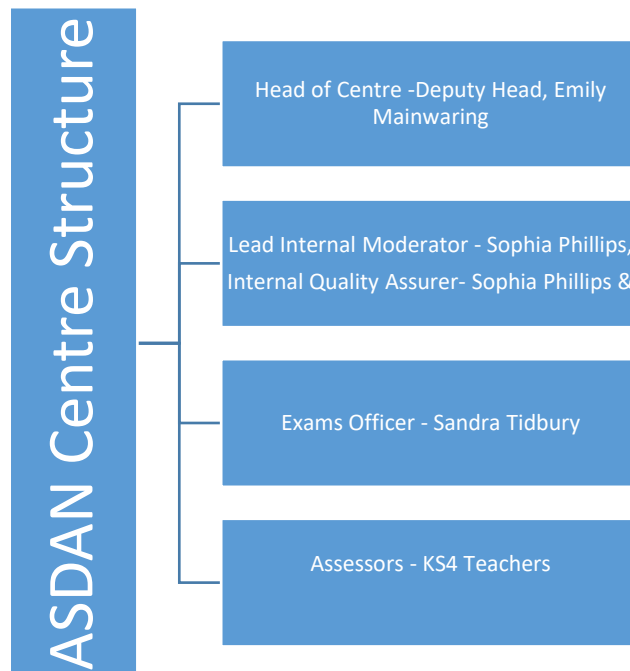 ASDAN Centre Structure
Head of Centre -Deputy Head, Emily
Mainwaring
Lead Internal Moderator - Sophia Phillips,
Internal Quality Assurer- Sophia Phillips &
Exams Officer - Sandra Tidbury
Assessors - KS4 Teachers